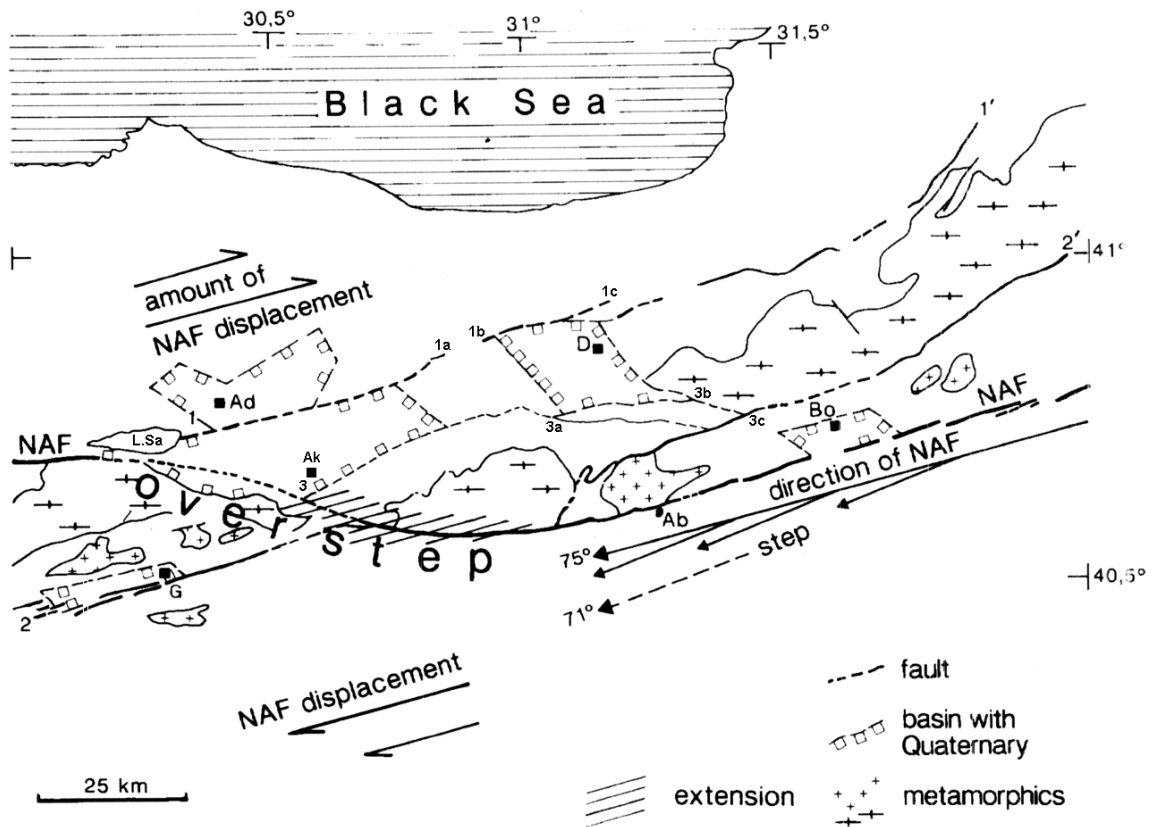 30,5°
31°
31,5°
Black Sea
1'
2'
41°
amount of
NAF displacement
1c
1b
1a
D
Ad
1
3b
3a
3c
Bo
NAF
L.Sa
NAF
Ak
3
direction of NAF
overstep
Ab
75°
step
71°
40,5°
G
2
NAF displacement
fault
basin with
Quaternary
25 km
extension
metamorphics